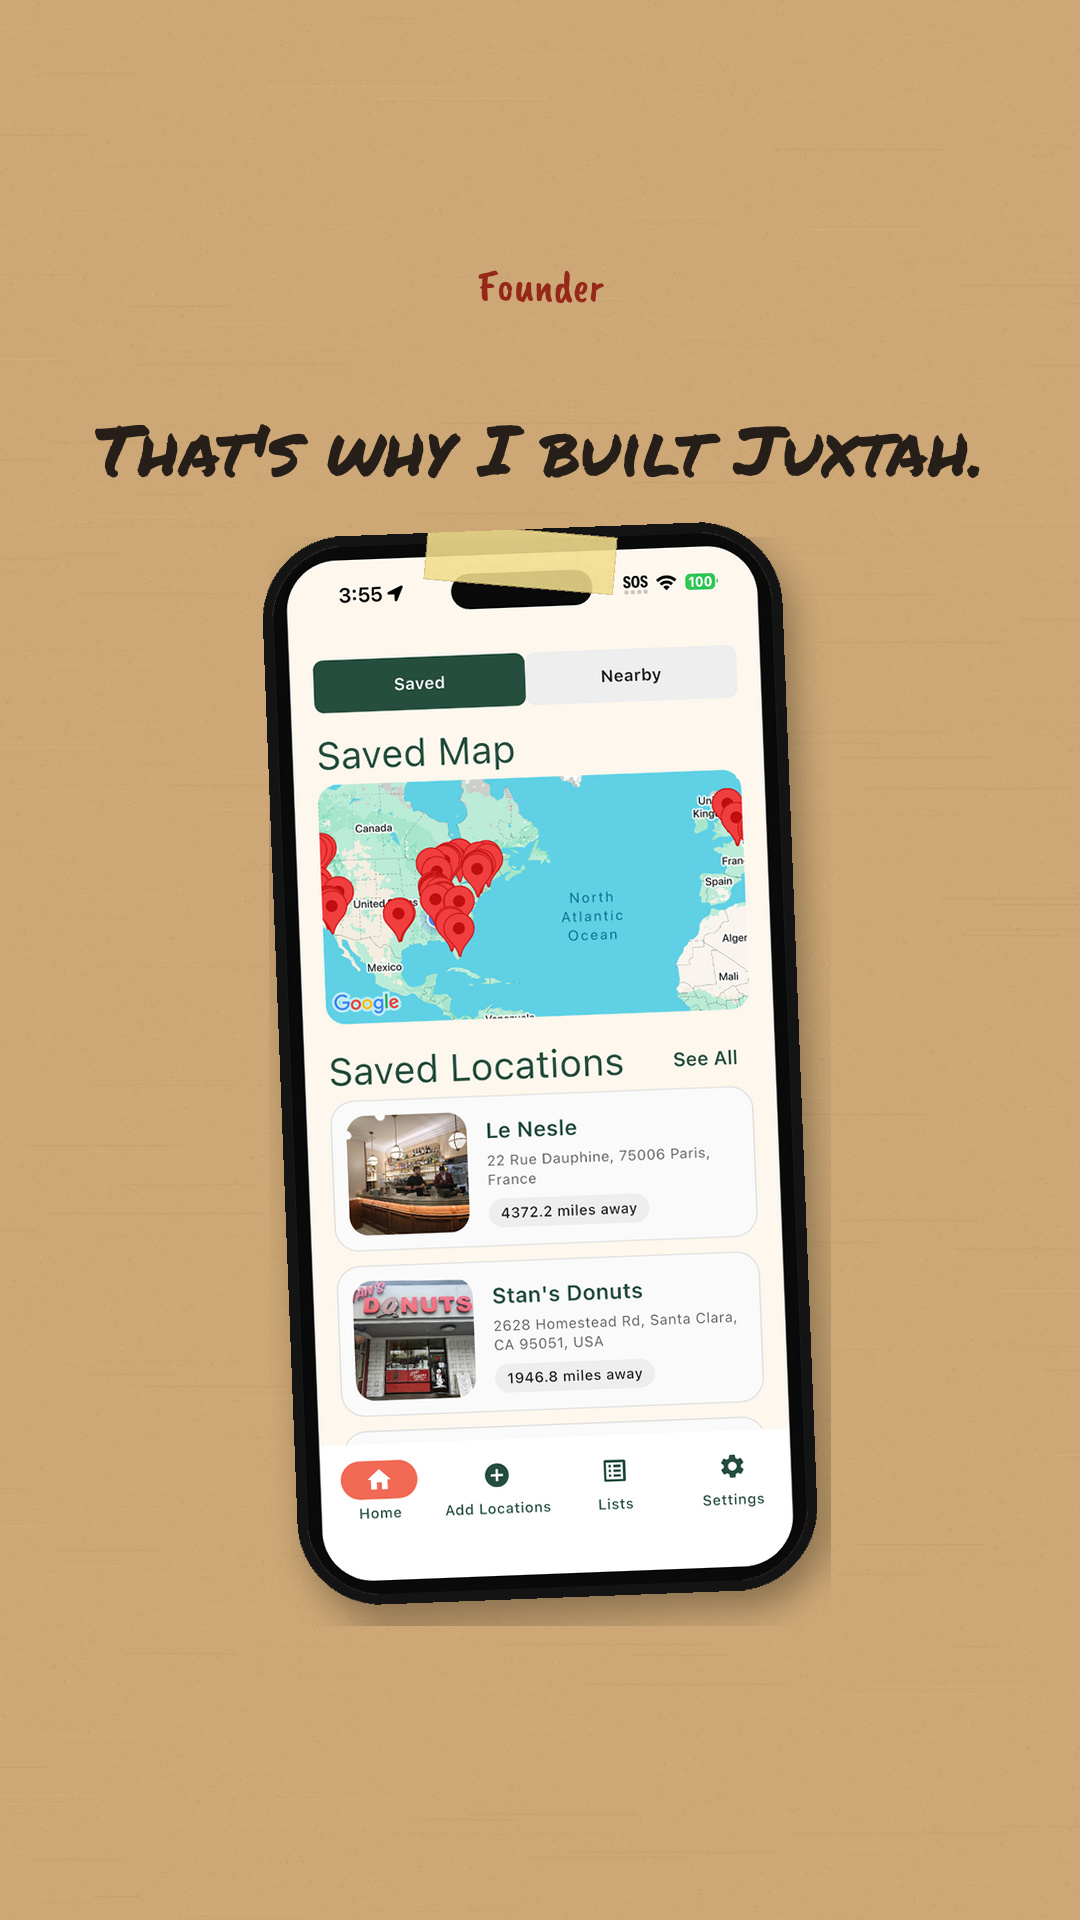 Founder
THAT'S WHY I BUILT JUXTAH.
3:55
SOS
100
Saved
Nearby
Saved Map
Canada
United
Mexico
North
Atlantic
Ocean
Spain
Mali
Google
Saved Locations
See All
Le Nesle
22 Rue Dauphine, 75006 Paris,
France
4372.2 miles away
DONUTS
Stan's Donuts
2628 Homestead Rd, Santa Clara,
CA 95051, USA
1946.8 miles away
Home
Add Locations
Lists
Settings